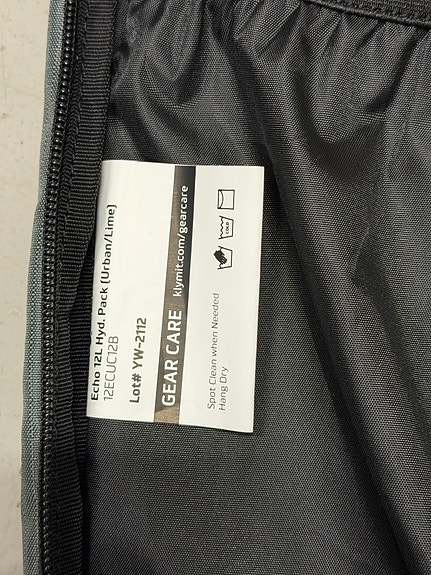 Echo 12L Hyd. Pack (Urban/Lime)
12ECUC12B
Lot# YW-2112
GEAR CARE klymit.com/gearcare
COLD
Spot Clean when Needed
Hang Dry